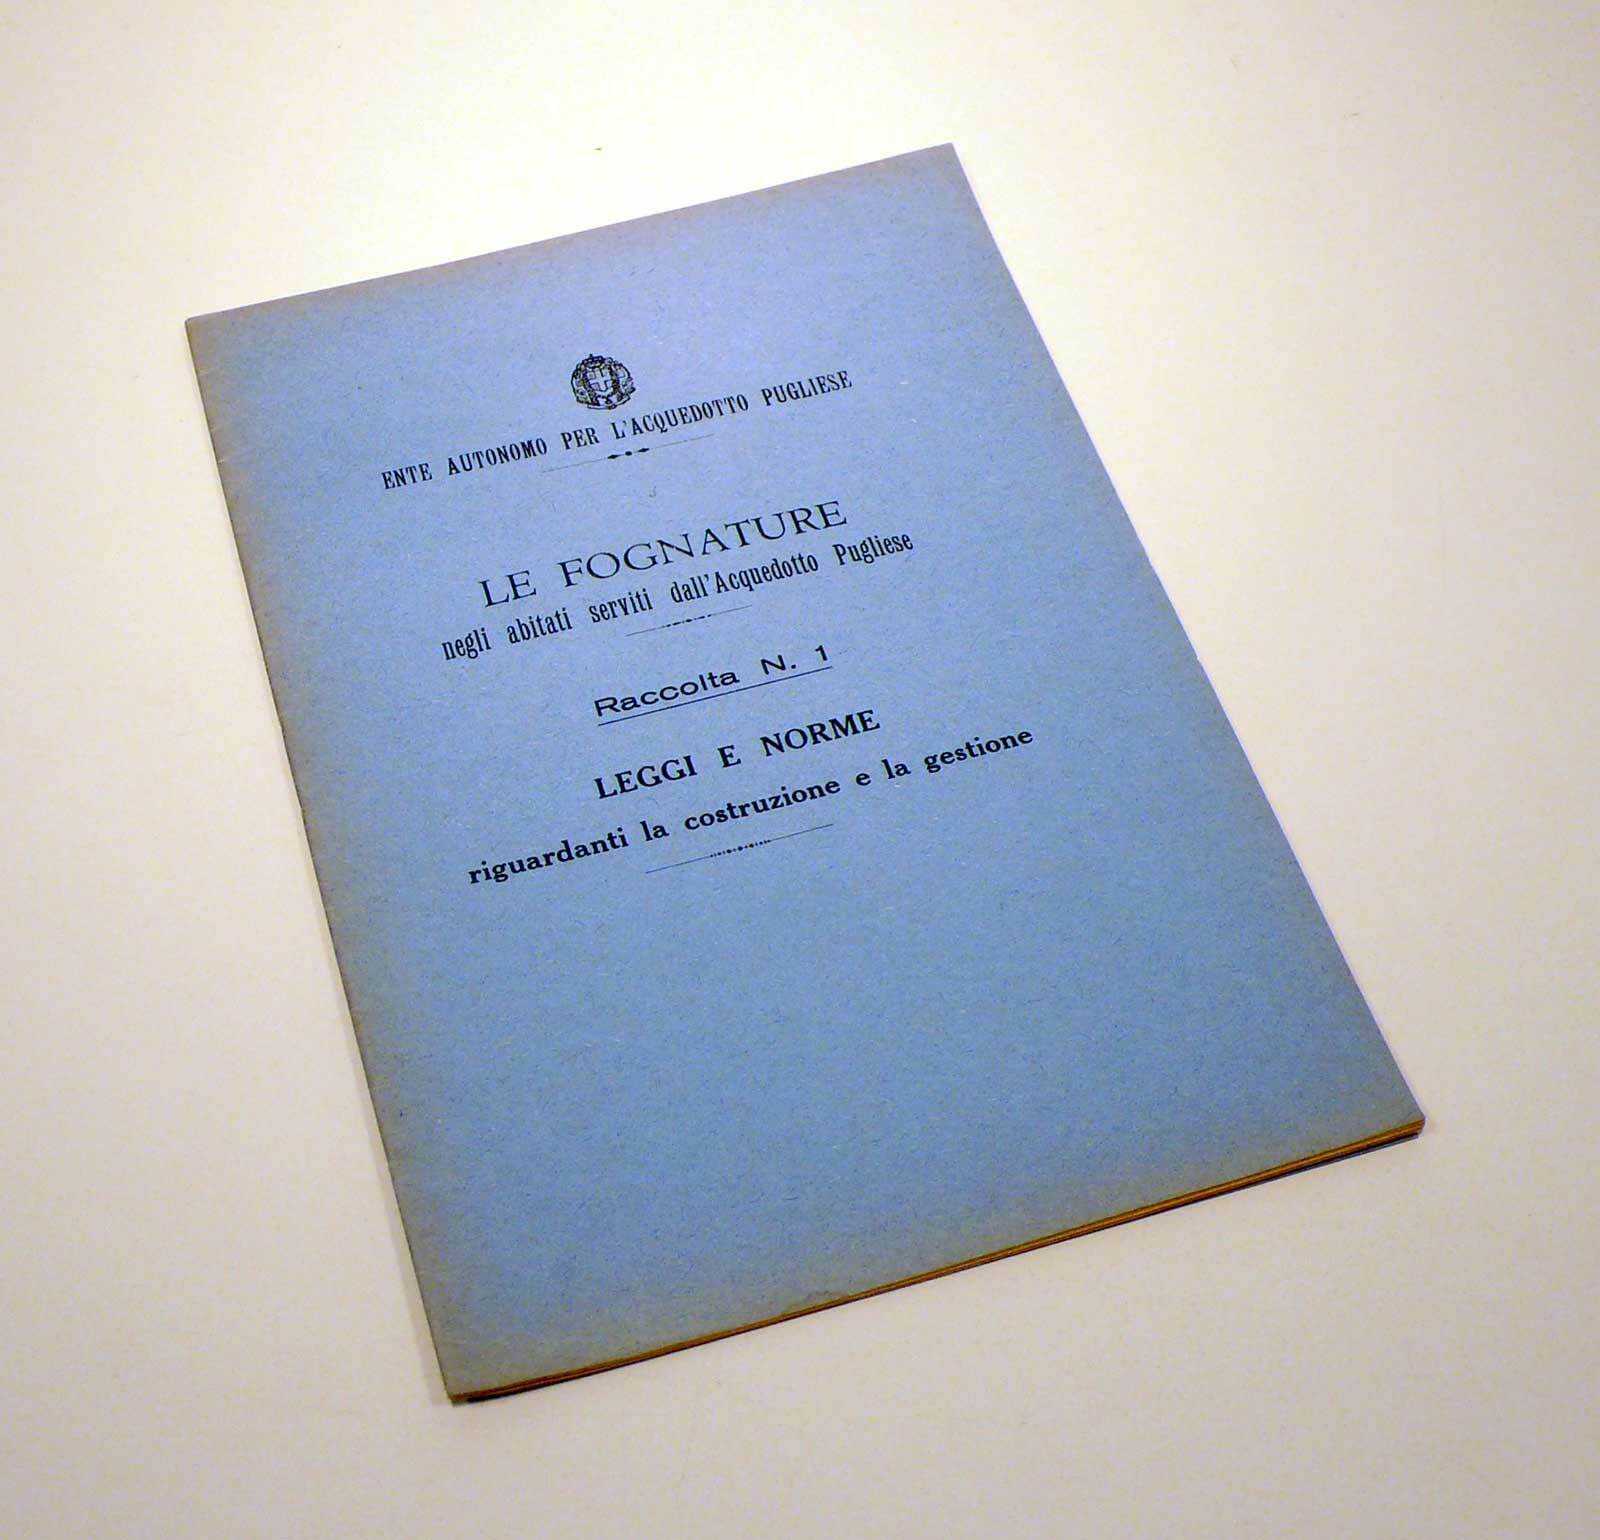 ENTE AUTONOMO PER L'ACQUEDOTTO PUGLIESE
LE FOGNATURE
negli abitati serviti dall'Acquedotto Pugliese
Raccolta N. 1
LEGGI E NORME
riguardanti la costruzione e la gestione